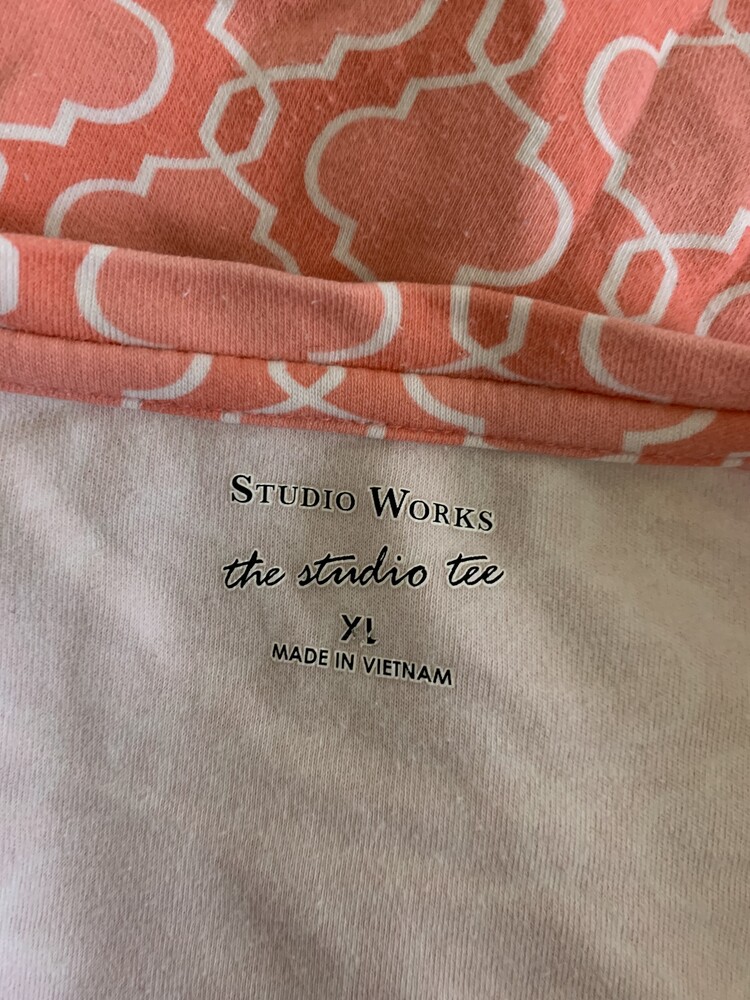 STUDIO WORKS
the studio tee
XL
MADE IN VIETNAM